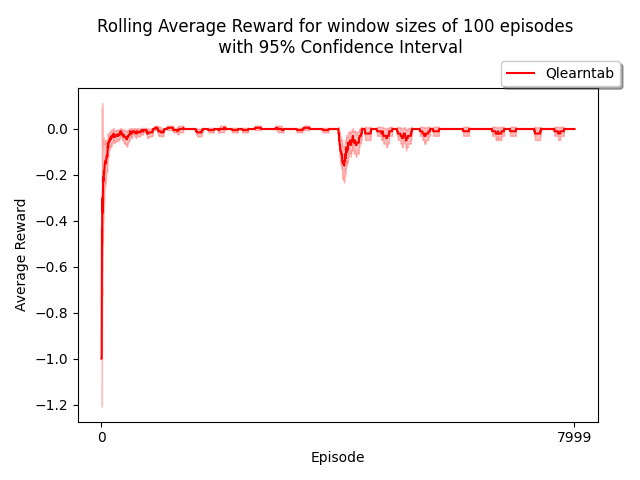 Rolling Average Reward for window sizes of 100 episodes
with 95% Confidence Interval
Qlearntab
0.0
−0.2
−0.4
−0.6
−0.8
−1.0
−1.2
Average Reward
0
7999
Episode